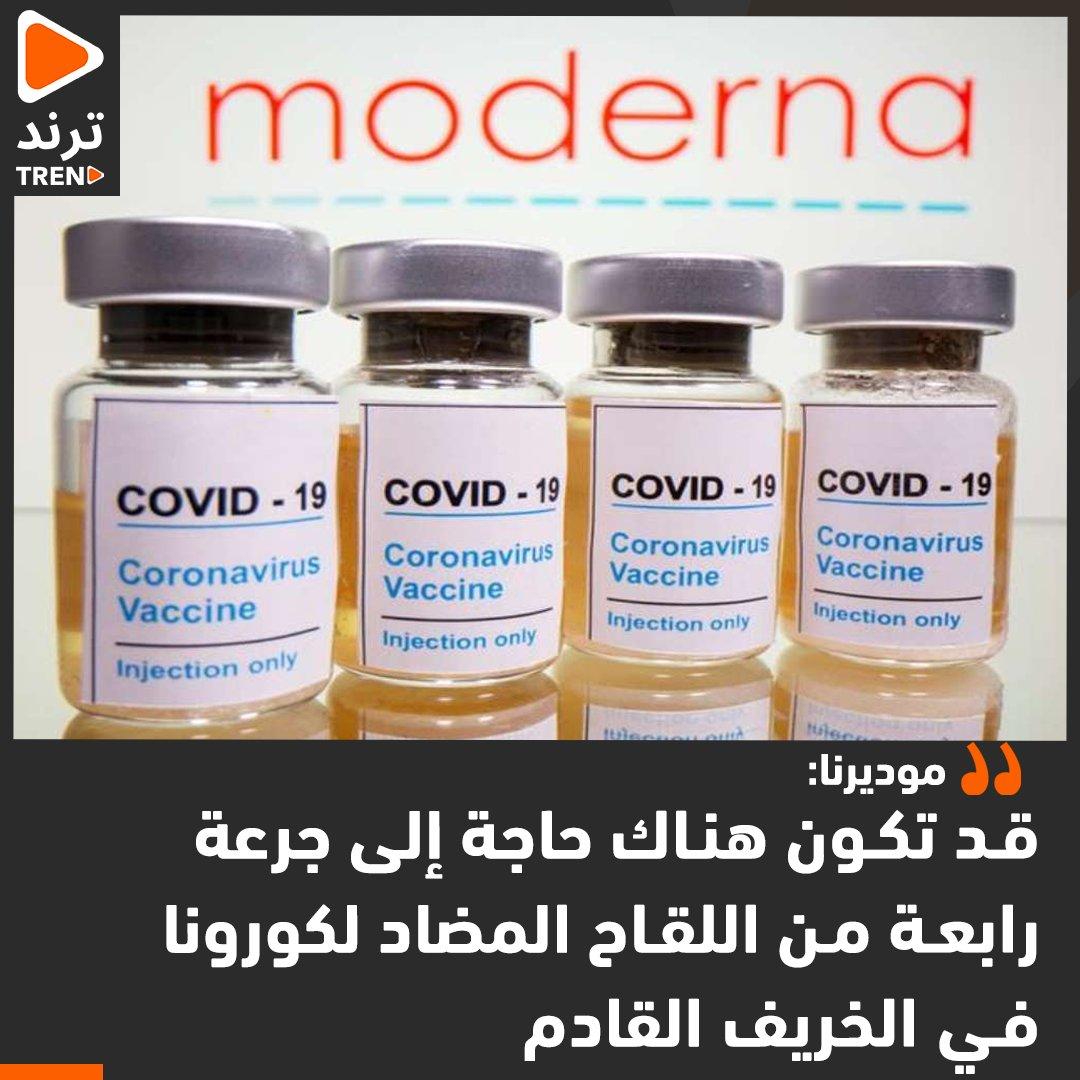 ترند
TREND
moderna
COVID - 19
Coronavirus
Vaccine
Injection only
COVID - 19
Coronavirus
Vaccine
Injection only
COVID - 19
Coronavirus
Vaccine
Injection only
COVID - 19
Coronavirus
Vaccine
Injection only
موديرنا:
قد تكون هناك حاجة إلى جرعة
رابعة من اللقاح المضاد لكورونا
في الخريف القادم